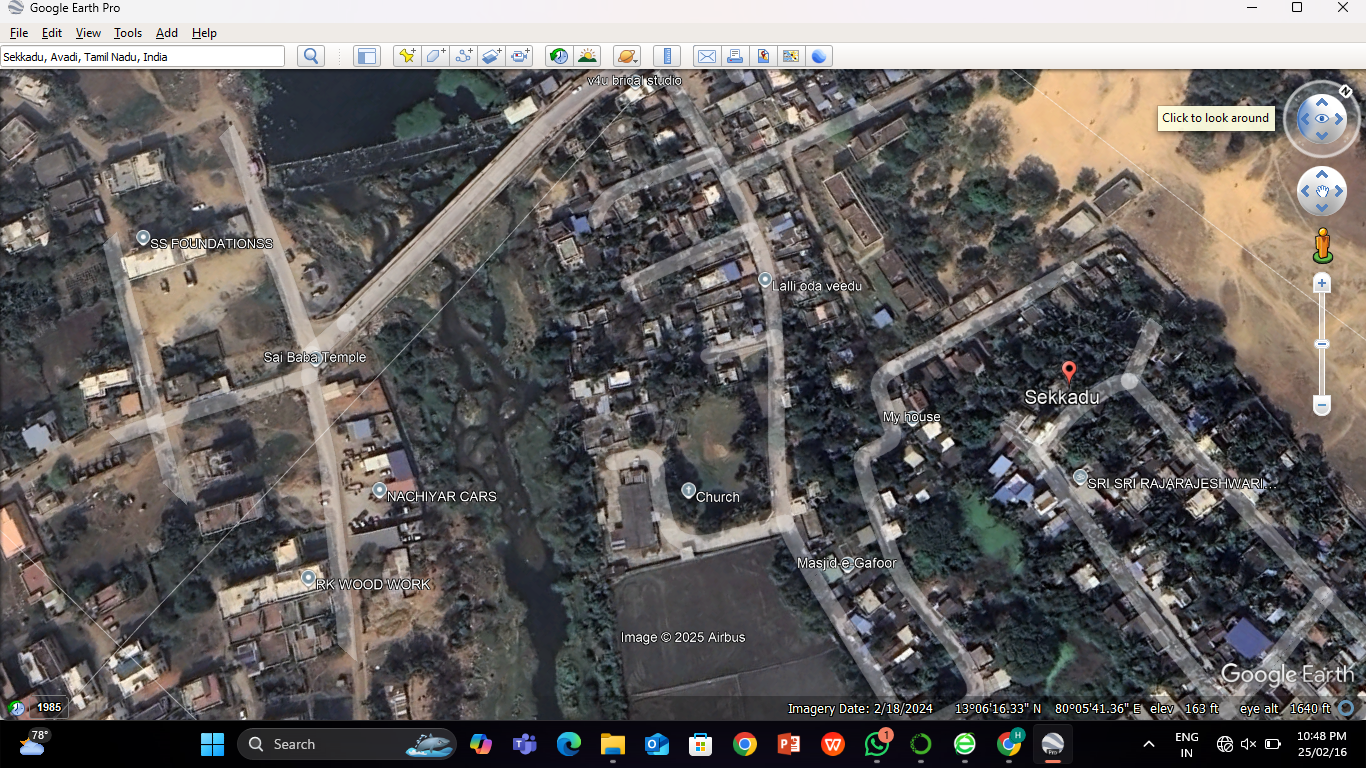 Google Earth Pro
File Edit View Tools Add Help
Sekkadu, Avadi, Tamil Nadu, India
v4u bridal studio
Click to look around
N
SS FOUNDATIONSS
Lalli oda veedu
Sai Baba Temple
Sekkadu
My house
SRI SRI RAJARAJESHWARI...
NACHIYAR CARS
Church
Masjid-e-Gafoor
RK WOOD WORK
Image © 2025 Airbus
Google Earth
1985
Imagery Date: 2/18/2024 13°06'16.33" N 80°05'41.36" E elev 163 ft eye alt 1640 ft
78°
Search
1
H
Pro
ENG
IN
10:48 PM
25/02/16